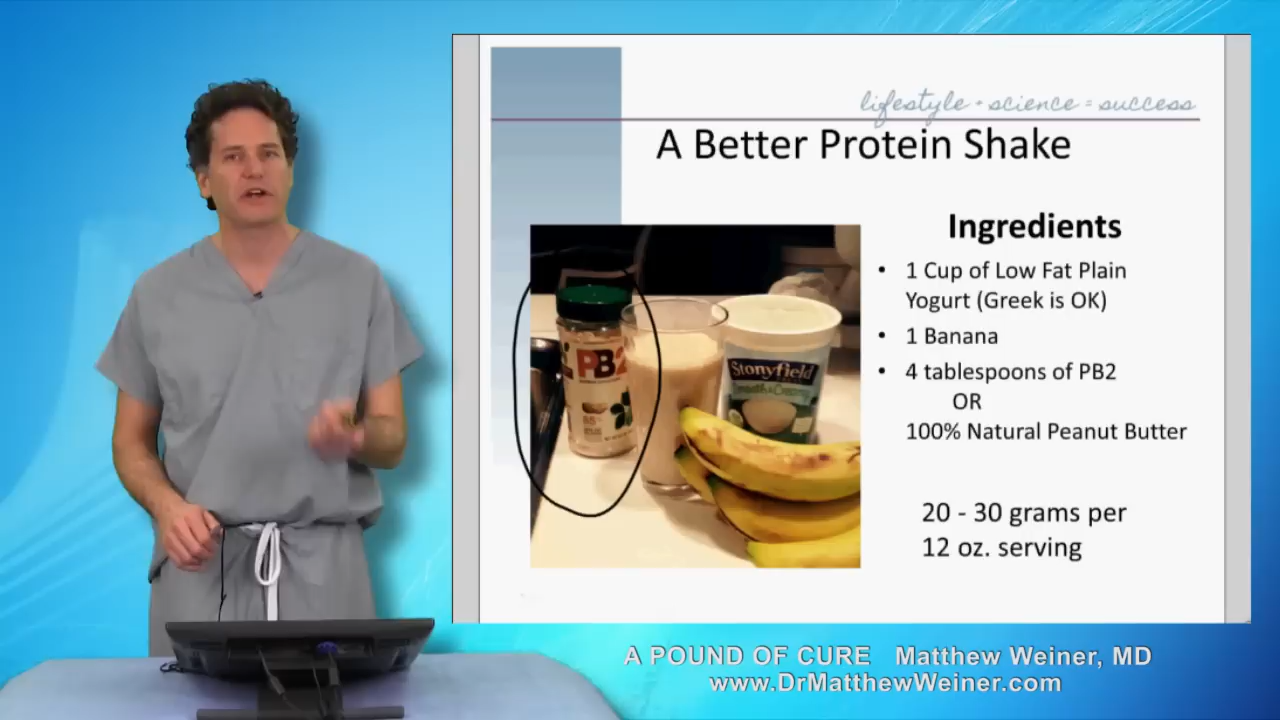 lifestyle + science = success
A Better Protein Shake
Ingredients
• 1 Cup of Low Fat Plain
Yogurt (Greek is OK)
• 1 Banana
• 4 tablespoons of PB2
OR
100% Natural Peanut Butter
20 - 30 grams per
12 oz. serving
PB2
Stonyfield
A POUND OF CURE Matthew Weiner, MD
www.DrMatthewWeiner.com